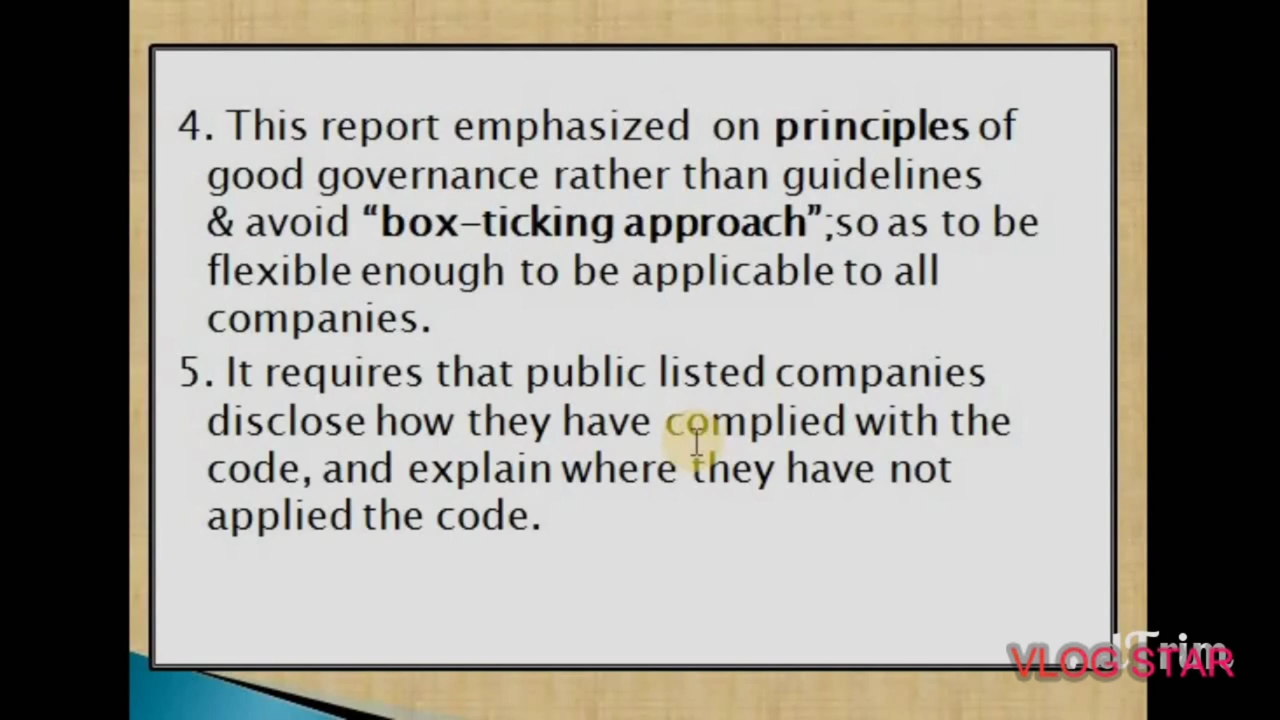 4. This report emphasized on principles of
good governance rather than guidelines
& avoid “box-ticking approach”;so as to be
flexible enough to be applicable to all
companies.
5. It requires that public listed companies
disclose how they have complied with the
code, and explain where they have not
applied the code.
VLOG STAR